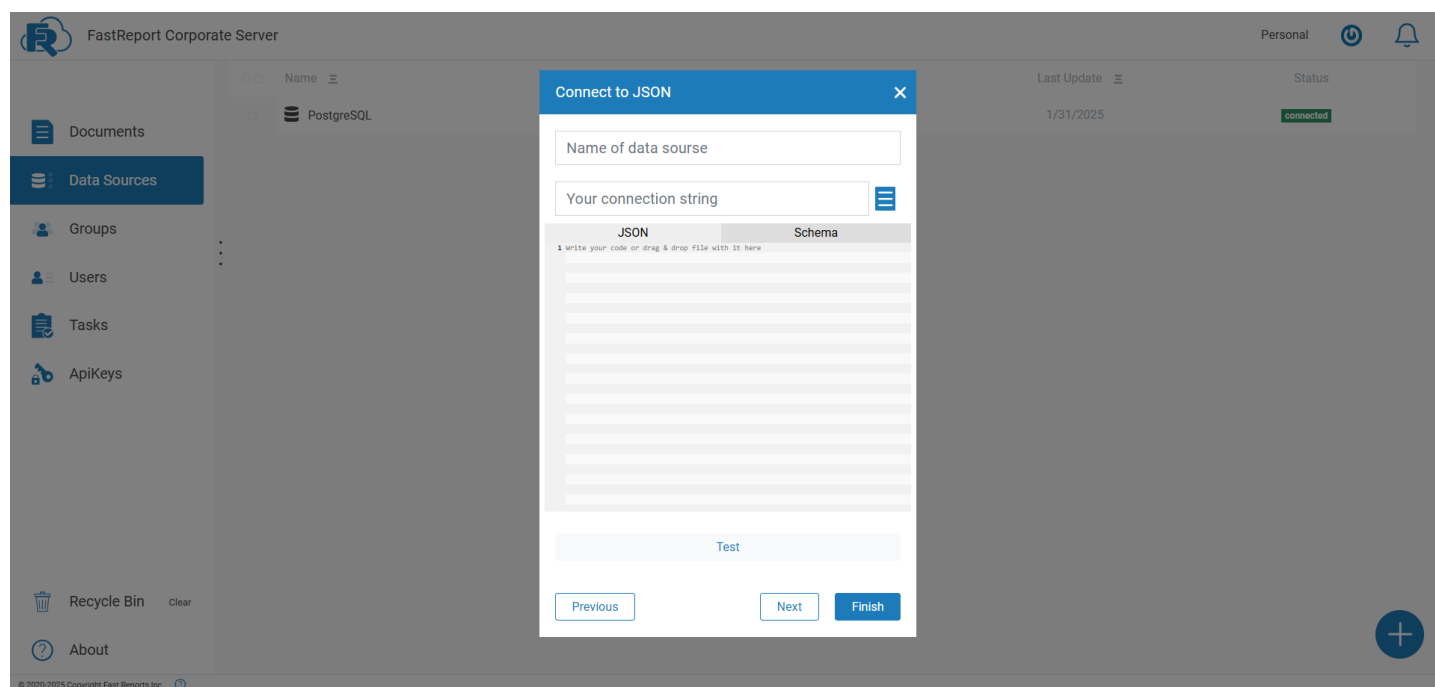 FastReport Corporate Server
Personal
Name
Last Update
Status
PostgreSQL
1/31/2025
connected
Documents
Data Sources
Groups
Users
Tasks
ApiKeys
Recycle Bin
Clear
About
© 2020-2025 Copyright Fast Reports Inc.
Connect to JSON
Name of data sourse
Your connection string
JSON
Schema
1 Write your code or drag & drop file with it here
Test
Previous
Next
Finish